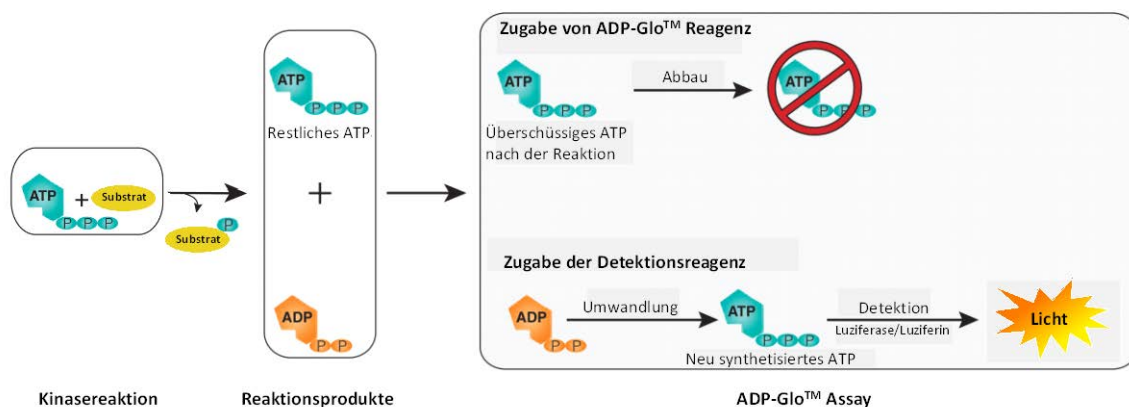 ATP
+
Substrat
P P P
Substrat
P
Kinasereaktion
ATP
P P P
Restliches ATP
+
ADP
P P
Reaktionsprodukte
Zugabe von ADP-Glo™ Reagenz
ATP
P P P
Überschüssiges ATP
nach der Reaktion
Abbau
ATP
P P P
Zugabe der Detektionsreagenz
ADP
P P
Umwandlung
ATP
P P P
Neu synthetisiertes ATP
Detektion
Luziferase/Luziferin
Licht
ADP-Glo™ Assay